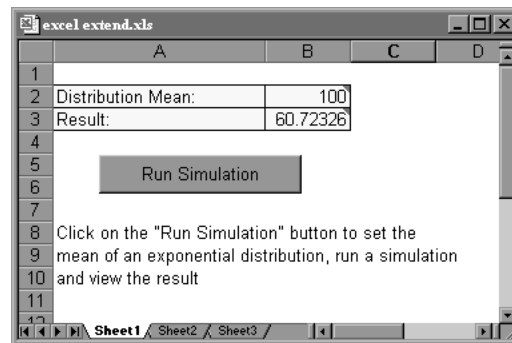 excel extend.xls
A B C D
1
2 Distribution Mean: 100
3 Result: 60.72326
4
5
Run Simulation
6
7
8 Click on the "Run Simulation" button to set the
9 mean of an exponential distribution, run a simulation
10 and view the result
11
12
Sheet1 Sheet2 Sheet3